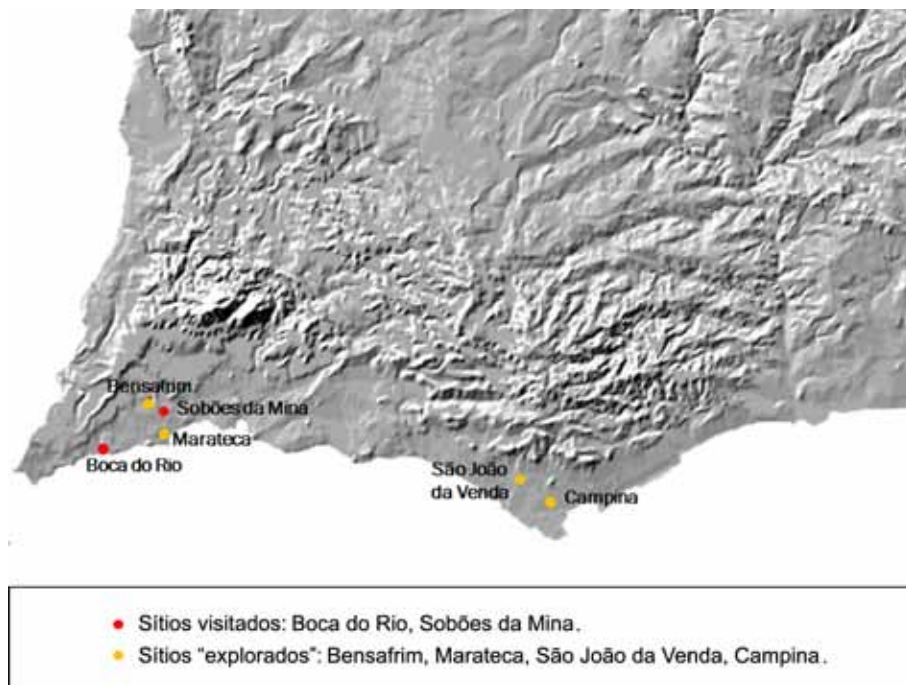 Bensafrim
Sobões da Mina
Marateca
Boca do Rio
São João
da Venda
Campina
Sítios visitados: Boca do Rio, Sobões da Mina.
Sítios “explorados”: Bensafrim, Marateca, São João da Venda, Campina.